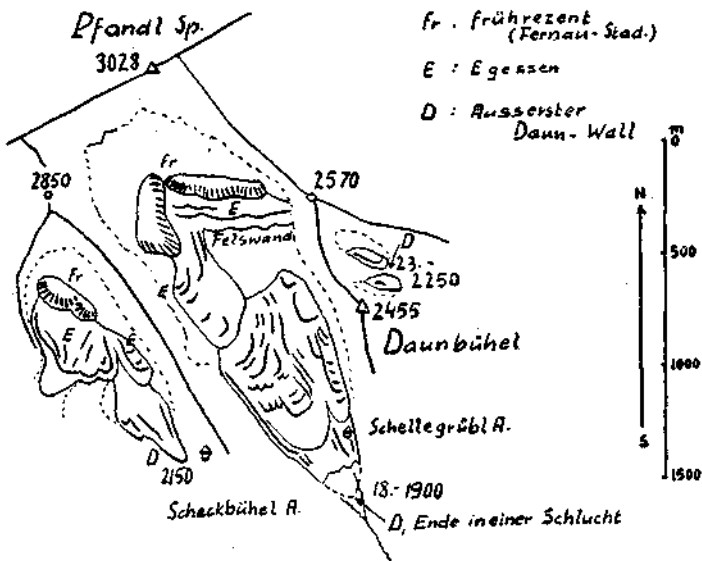 Pfandl Sp.
3028
Fr. Frührezent
(Fernau-Stad.)
E : Egessen
D : Äusserster
Daun-Wall
m
0
500
1000
1500
N
S
2850
Fr
E
Felswand
E
2570
D
23.-
2250
2455
Daunbühel
Fr
E
E
D
2150
Scheckbühel A.
Schellegrübl A.
18.-1900
D, Ende in einer Schlucht